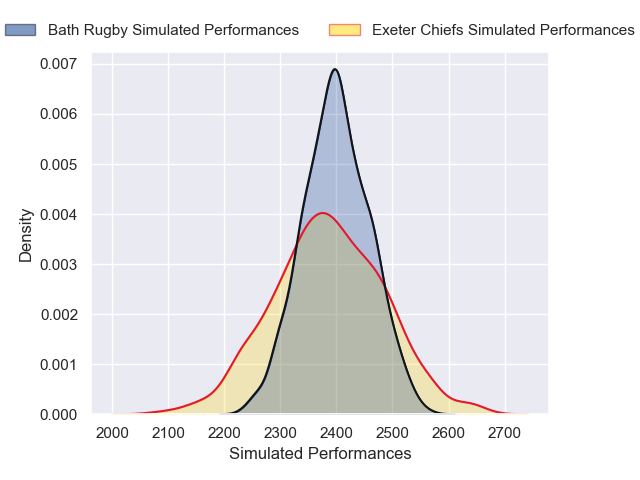 Bath Rugby Simulated Performances
Exeter Chiefs Simulated Performances
0.007
0.006
0.005
0.004
0.003
0.002
0.001
0.000
Density
2000 2100 2200 2300 2400 2500 2600 2700
Simulated Performances